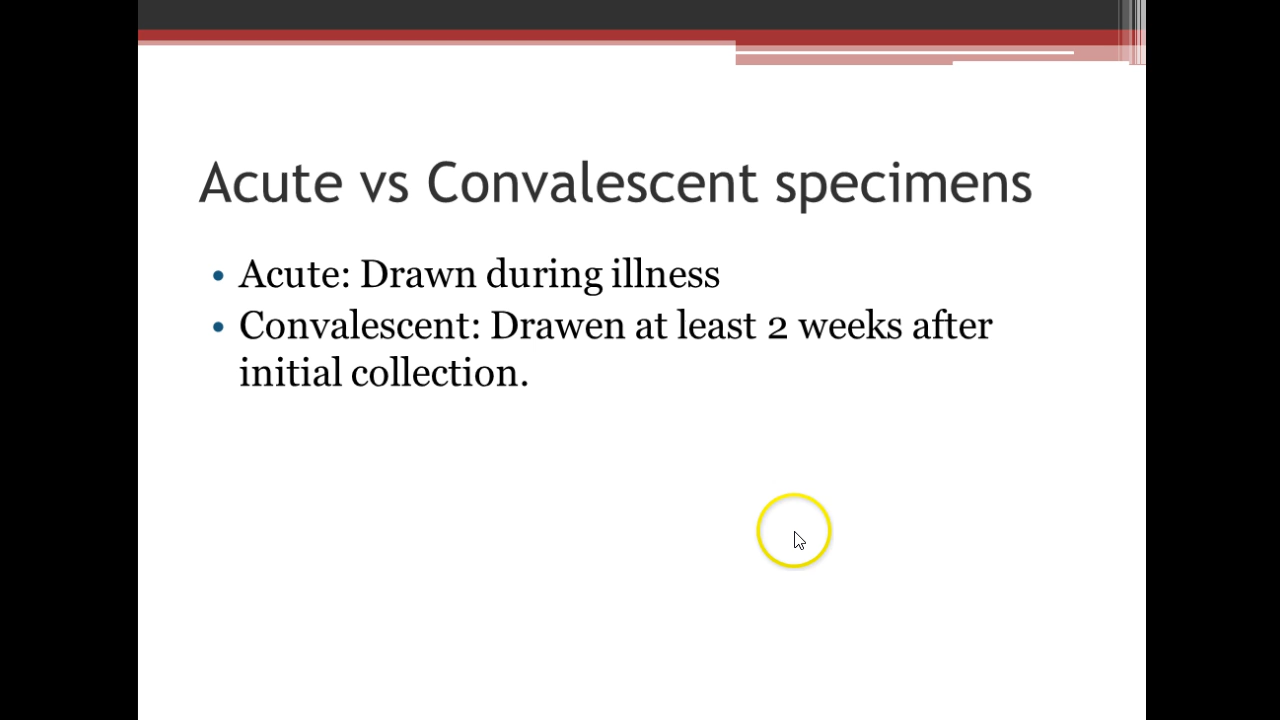 Acute vs Convalescent specimens
• Acute: Drawn during illness
• Convalescent: Drawen at least 2 weeks after
initial collection.